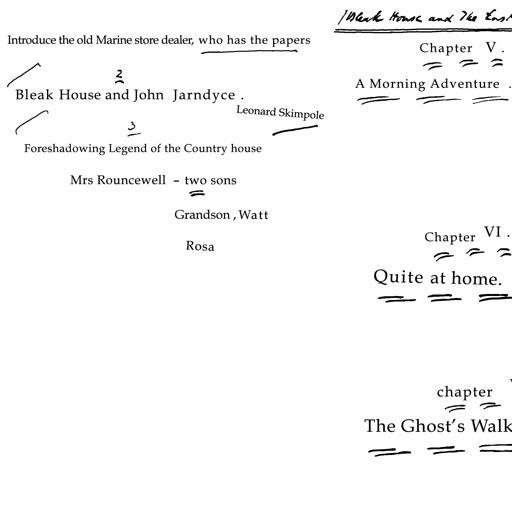 (Bleak House and The East
Introduce the old Marine store dealer, who has the papers
Chapter V.
A Morning Adventure.
2
Bleak House and John Jarndyce.
Leonard Skimpole
3
Foreshadowing Legend of the Country house
Mrs Rouncewell – two sons
Grandson, Watt
Rosa
Chapter VI.
Quite at home.
chapter
The Ghost's Walk